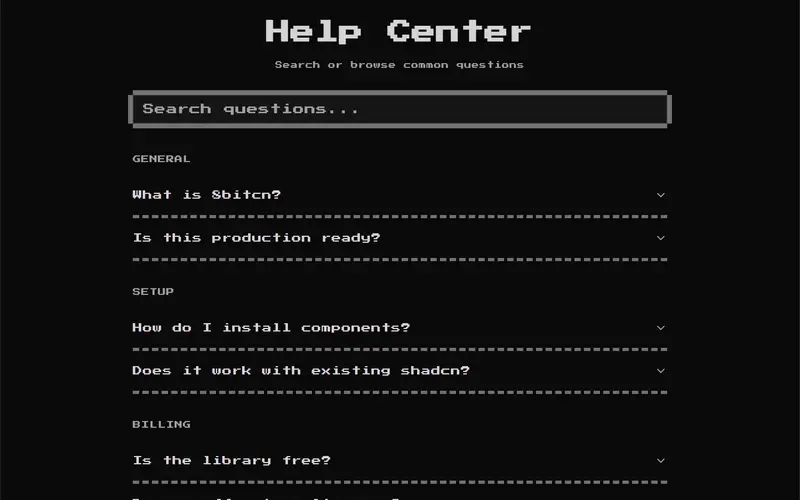 Help Center
Search or browse common questions
Search questions...
GENERAL
What is 8bitcn?
Is this production ready?
SETUP
How do I install components?
Does it work with existing shadcn?
BILLING
Is the library free?